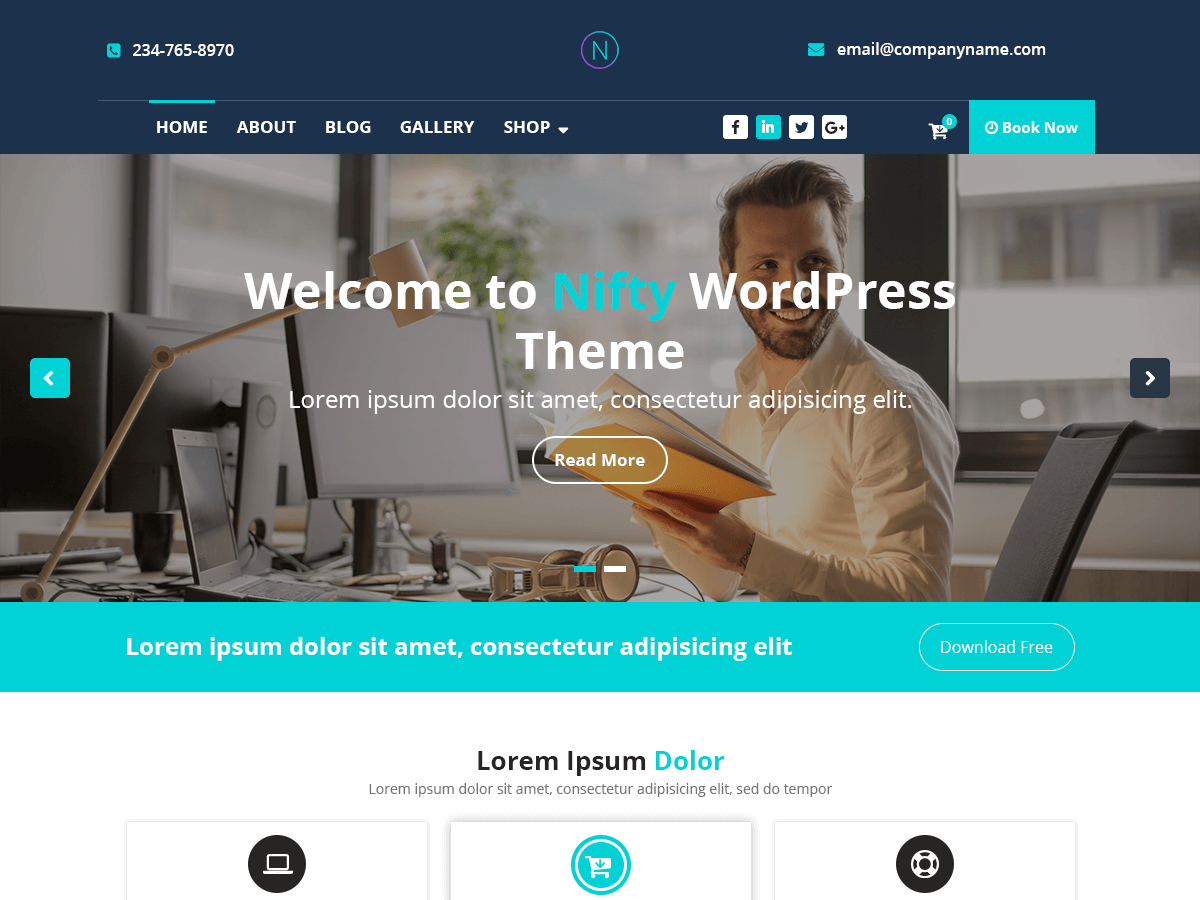 234-765-8970
N
email@companyname.com
HOME ABOUT BLOG GALLERY SHOP
f in G+
0
Book Now
Welcome to Nifty WordPress
Theme
Lorem ipsum dolor sit amet, consectetur adipisicing elit.
Read More
Lorem ipsum dolor sit amet, consectetur adipisicing elit
Download Free
Lorem Ipsum Dolor
Lorem ipsum dolor sit amet, consectetur adipisicing elit, sed do tempor